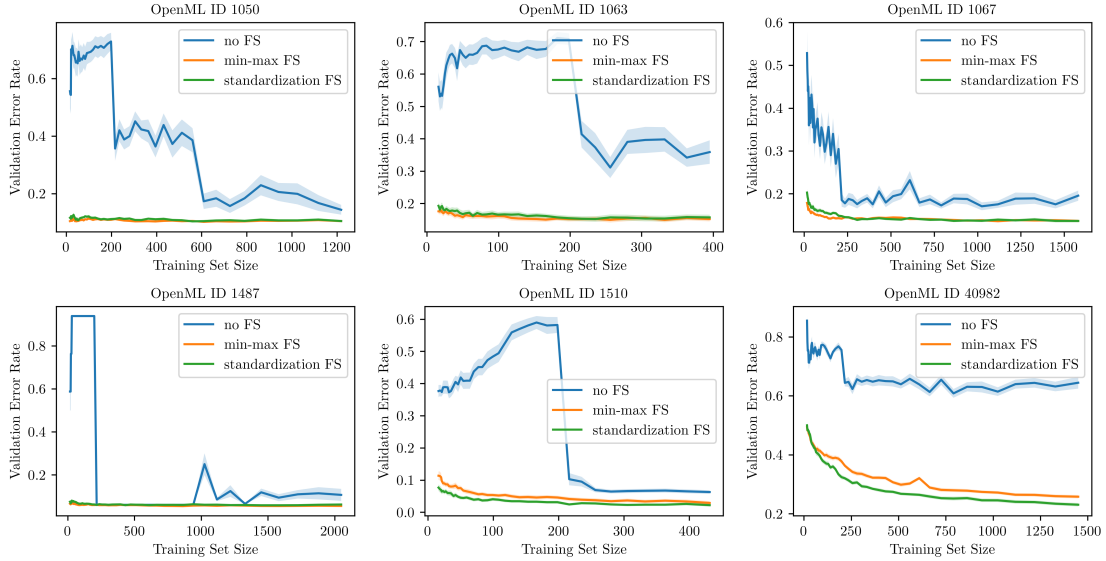 OpenML ID 1050
Validation Error Rate
0.6
0.4
0.2
no FS
min-max FS
standardization FS
0 200 400 600 800 1000 1200
Training Set Size
OpenML ID 1063
Validation Error Rate
0.7
0.6
0.5
0.4
0.3
0.2
no FS
min-max FS
standardization FS
0 100 200 300 400
Training Set Size
OpenML ID 1067
Validation Error Rate
0.6
0.5
0.4
0.3
0.2
no FS
min-max FS
standardization FS
0 250 500 750 1000 1250 1500
Training Set Size
OpenML ID 1487
Validation Error Rate
0.8
0.6
0.4
0.2
no FS
min-max FS
standardization FS
0 500 1000 1500 2000
Training Set Size
OpenML ID 1510
Validation Error Rate
0.6
0.5
0.4
0.3
0.2
0.1
0.0
no FS
min-max FS
standardization FS
0 100 200 300 400
Training Set Size
OpenML ID 40982
Validation Error Rate
0.8
0.6
0.4
0.2
no FS
min-max FS
standardization FS
0 250 500 750 1000 1250 1500
Training Set Size